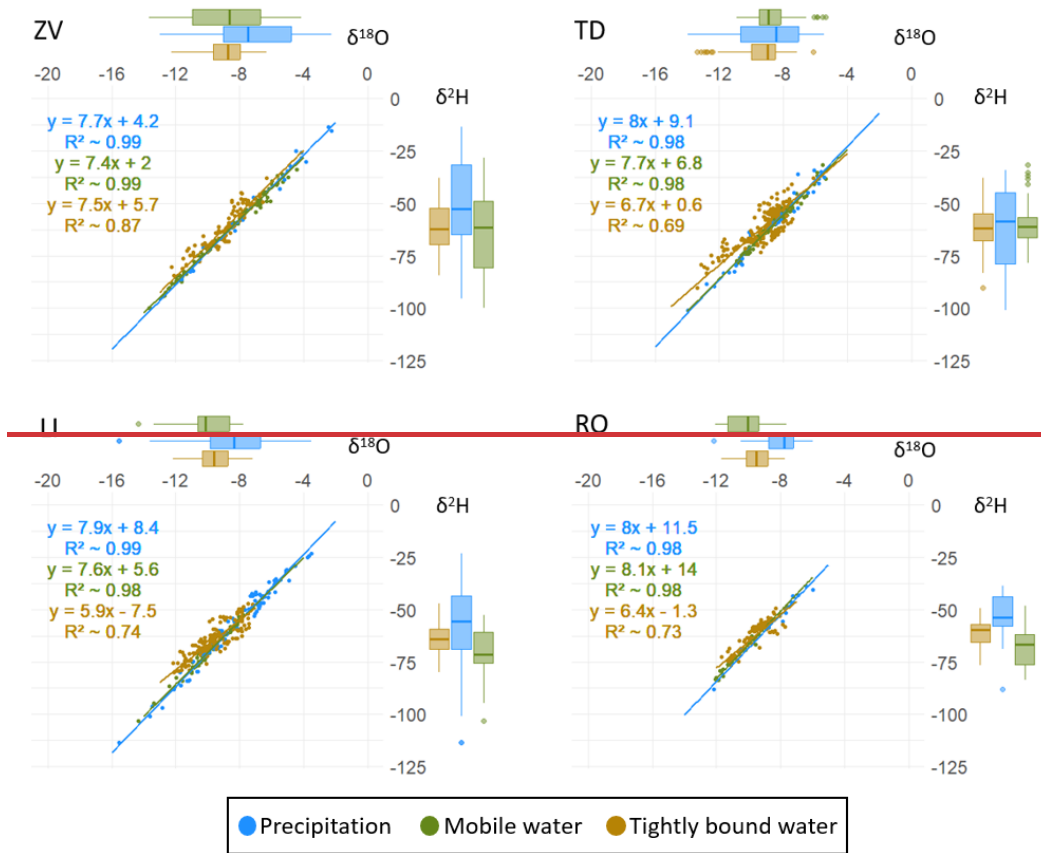 ZV
δ¹⁸O
-20 -16 -12 -8 -4 0
δ²H
0
y = 7.7x + 4.2
R² ~ 0.99
-25
y = 7.4x + 2
R² ~ 0.99
-50
y = 7.5x + 5.7
R² ~ 0.87
-75
-100
-125
TD
δ¹⁸O
-20 -16 -12 -8 -4 0
δ²H
0
y = 8x + 9.1
R² ~ 0.98
-25
y = 7.7x + 6.8
R² ~ 0.98
-50
y = 6.7x + 0.6
R² ~ 0.69
-75
-100
-125
δ¹⁸O
-20 -16 -12 -8 -4 0
δ²H
0
y = 7.9x + 8.4
R² ~ 0.99
-25
y = 7.6x + 5.6
R² ~ 0.98
-50
y = 5.9x - 7.5
R² ~ 0.74
-75
-100
-125
RO
δ¹⁸O
-20 -16 -12 -8 -4 0
δ²H
0
y = 8x + 11.5
R² ~ 0.98
-25
y = 8.1x + 14
R² ~ 0.98
-50
y = 6.4x - 1.3
R² ~ 0.73
-75
-100
-125
Precipitation Mobile water Tightly bound water